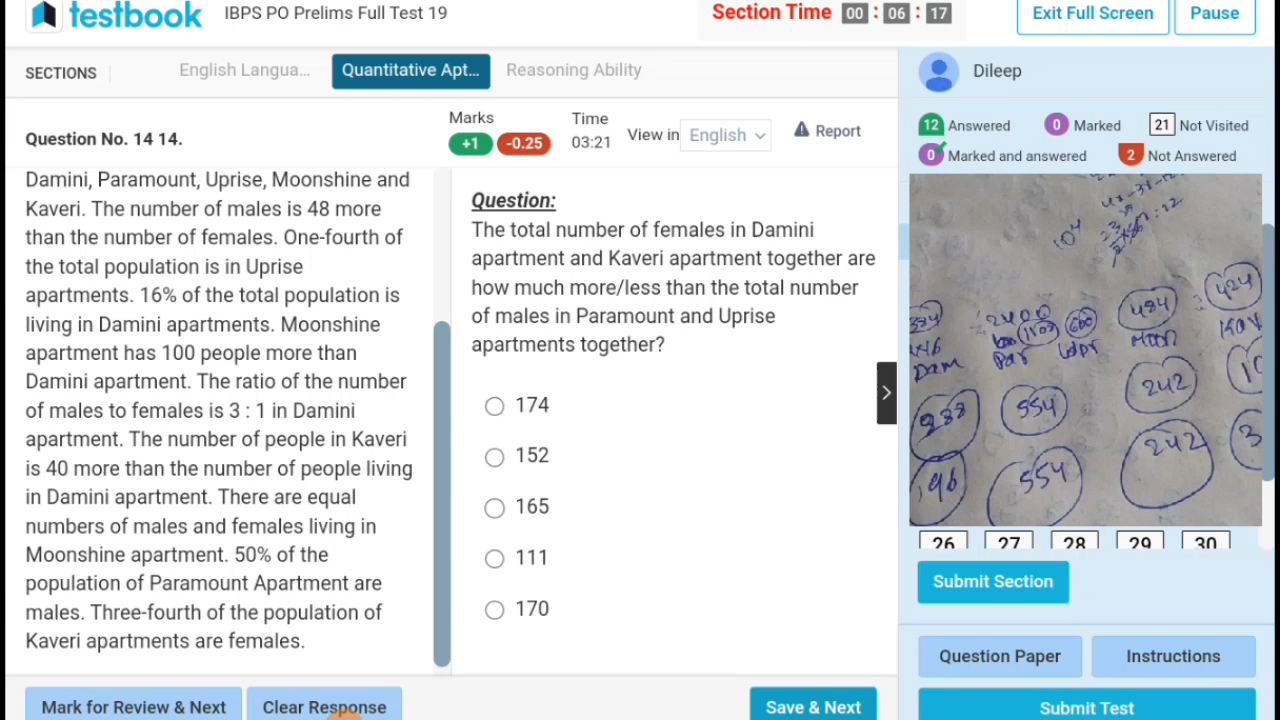 testbook
IBPS PO Prelims Full Test 19
Section Time 00 : 06 : 17
Exit Full Screen
Pause
SECTIONS
English Langua...
Quantitative Apt...
Reasoning Ability
Dileep
Question No. 14 14.
Marks
+1 -0.25
Time
03:21
View in English
Report
12 Answered
0 Marked
21 Not Visited
0 Marked and answered
2 Not Answered
Damini, Paramount, Uprise, Moonshine and
Kaveri. The number of males is 48 more
than the number of females. One-fourth of
the total population is in Uprise
apartments. 16% of the total population is
living in Damini apartments. Moonshine
apartment has 100 people more than
Damini apartment. The ratio of the number
of males to females is 3 : 1 in Damini
apartment. The number of people in Kaveri
is 40 more than the number of people living
in Damini apartment. There are equal
numbers of males and females living in
Moonshine apartment. 50% of the
population of Paramount Apartment are
males. Three-fourth of the population of
Kaveri apartments are females.
Question:
The total number of females in Damini
apartment and Kaveri apartment together are
how much more/less than the total number
of males in Paramount and Uprise
apartments together?
174
152
165
111
170
104
2400
484
424
Dam
Par
288
554
242
96
554
242
26 27 28 29 30
Submit Section
Question Paper
Instructions
Mark for Review & Next
Clear Response
Save & Next
Submit Test